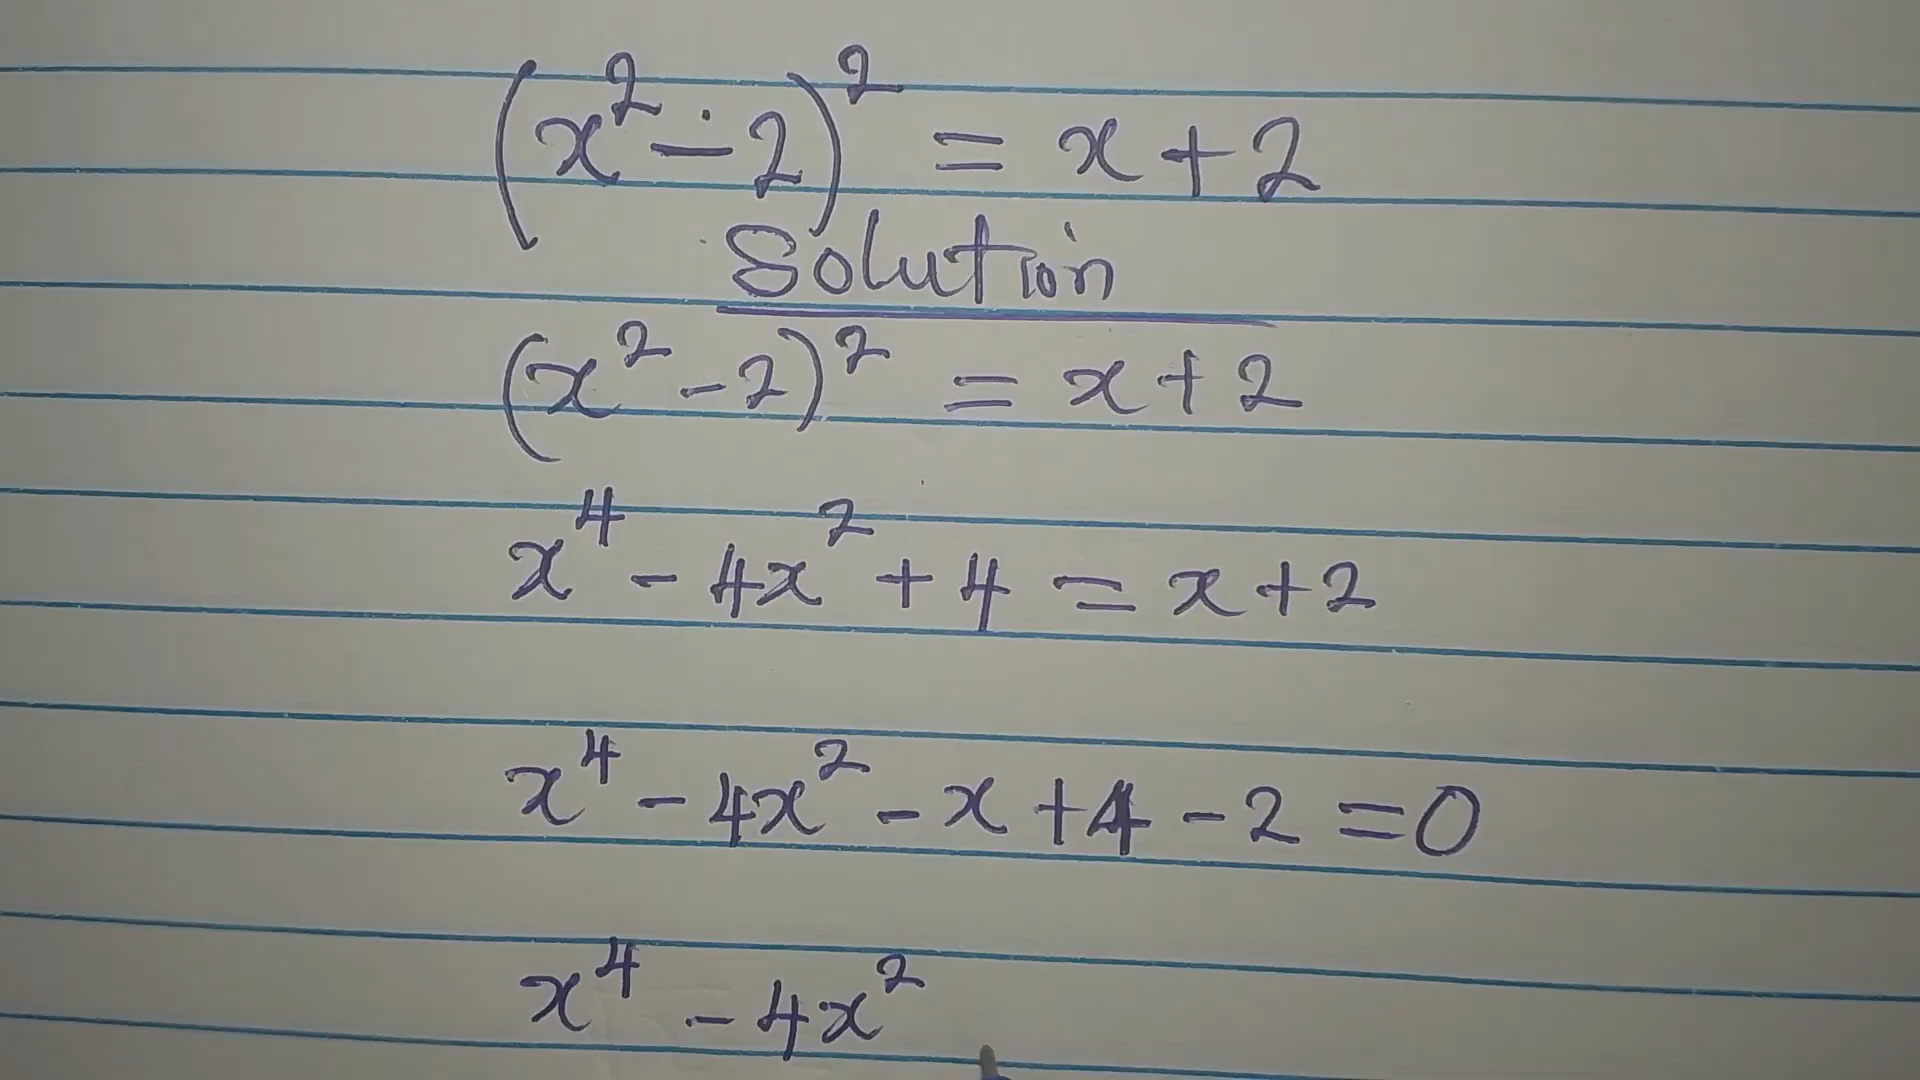 (x² - 2)² = x + 2
Solution
(x² - 2)² = x + 2
x⁴ - 4x² + 4 = x + 2
x⁴ - 4x² - x + 4 - 2 = 0
x⁴ - 4x²